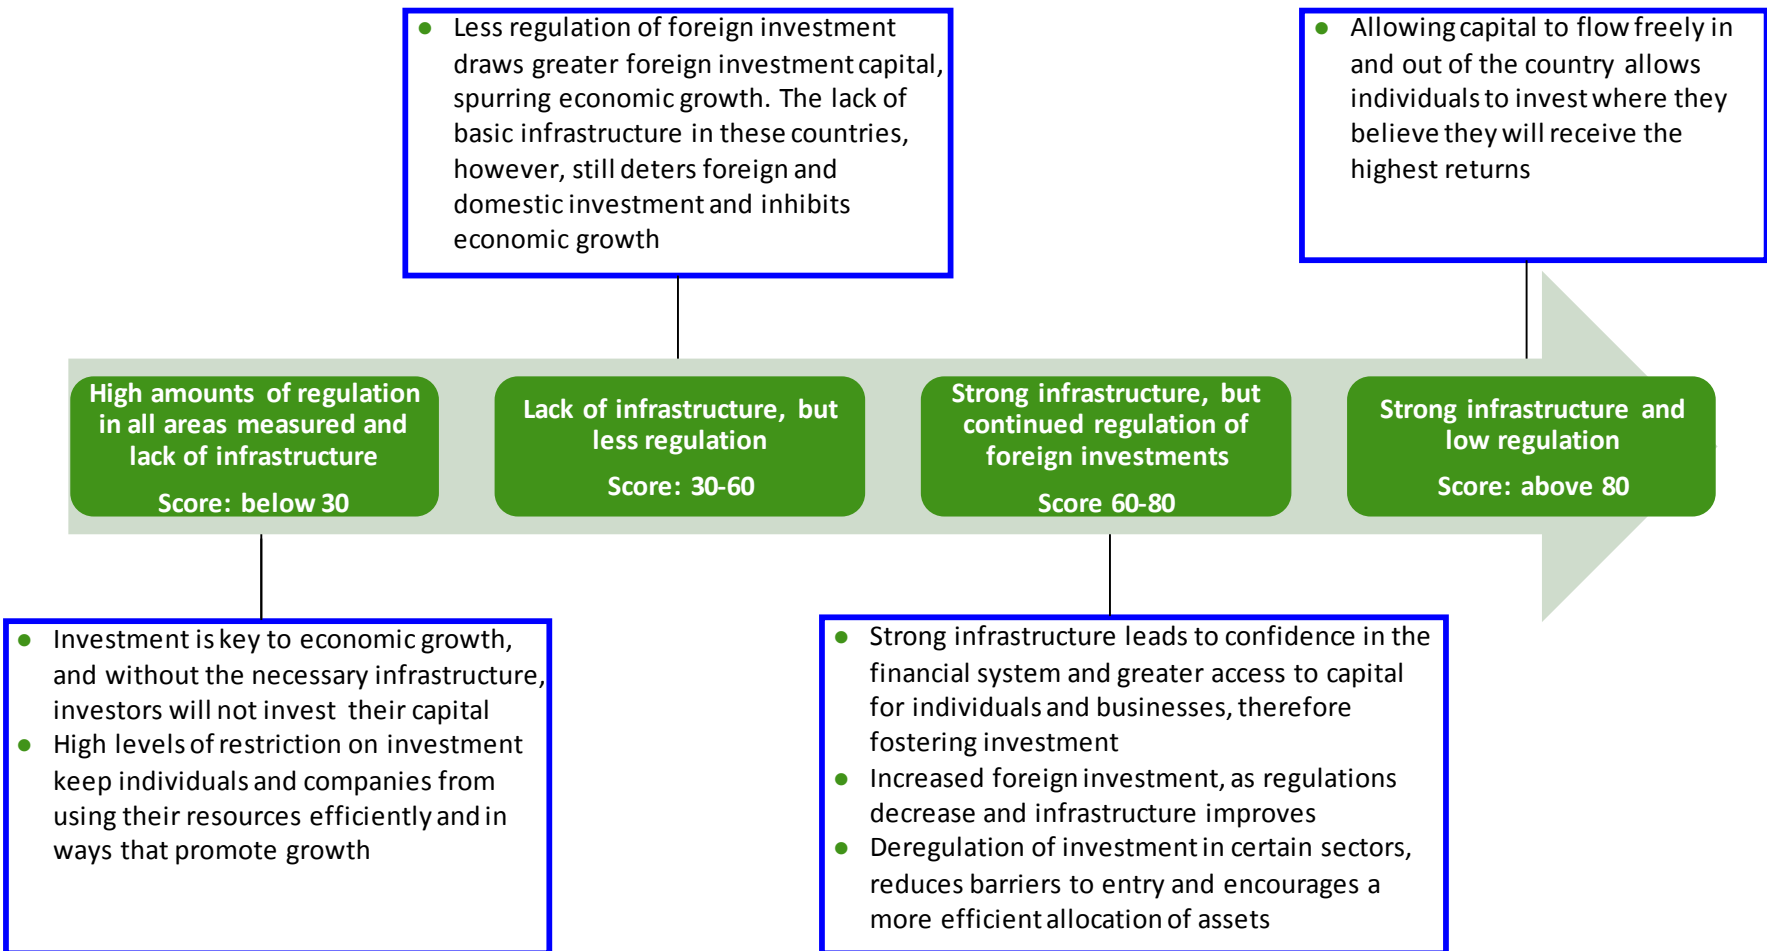 Less regulation of foreign investment
draws greater foreign investment capital,
spurring economic growth. The lack of
basic infrastructure in these countries,
however, still deters foreign and
domestic investment and inhibits
economic growth
Allowing capital to flow freely in
and out of the country allows
individuals to invest where they
believe they will receive the
highest returns
High amounts of regulation
in all areas measured and
lack of infrastructure
Score: below 30
Lack of infrastructure, but
less regulation
Score: 30-60
Strong infrastructure, but
continued regulation of
foreign investments
Score 60-80
Strong infrastructure and
low regulation
Score: above 80
Investment is key to economic growth,
and without the necessary infrastructure,
investors will not invest their capital
High levels of restriction on investment
keep individuals and companies from
using their resources efficiently and in
ways that promote growth
Strong infrastructure leads to confidence in the
financial system and greater access to capital
for individuals and businesses, therefore
fostering investment
Increased foreign investment, as regulations
decrease and infrastructure improves
Deregulation of investment in certain sectors,
reduces barriers to entry and encourages a
more efficient allocation of assets